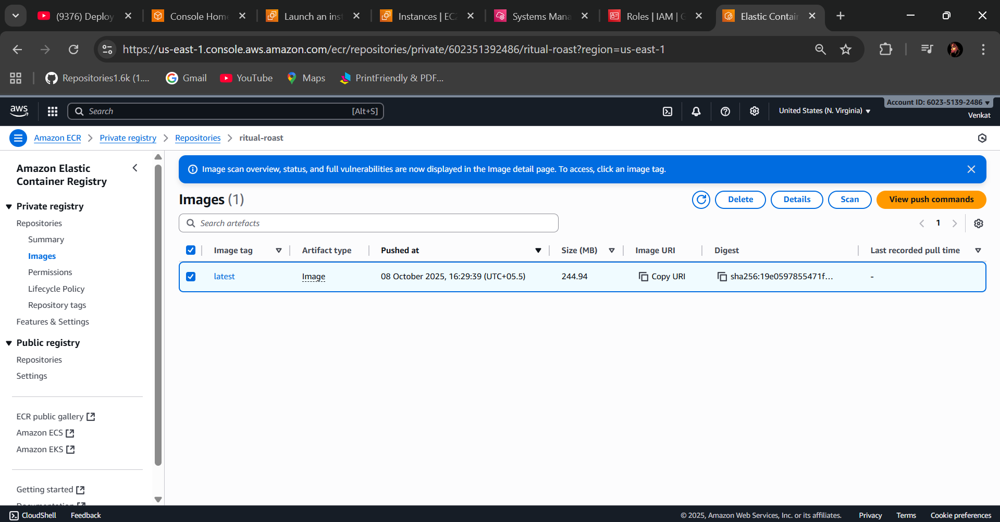 (9376) Deploy
Console Home
Launch an inst
Instances | EC2
Systems Mana
Roles | IAM | G
Elastic Contain
https://us-east-1.console.aws.amazon.com/ecr/repositories/private/602351392486/ritual-roast?region=us-east-1
Repositories1.6k (1....
Gmail
YouTube
Maps
PrintFriendly & PDF...
aws
Search
[Alt+S]
United States (N. Virginia)
Account ID: 6023-5139-2486
Venkat
Amazon ECR
Private registry
Repositories
ritual-roast
Amazon Elastic
Container Registry
Private registry
Repositories
Summary
Images
Permissions
Lifecycle Policy
Repository tags
Features & Settings
Public registry
Repositories
Settings
ECR public gallery
Amazon ECS
Amazon EKS
Getting started
Documentation
Image scan overview, status, and full vulnerabilities are now displayed in the Image detail page. To access, click an image tag.
Images (1)
Delete
Details
Scan
View push commands
Search artefacts
1
Image tag
Artifact type
Pushed at
Size (MB)
Image URI
Digest
Last recorded pull time
latest
Image
08 October 2025, 16:29:39 (UTC+05.5)
244.94
Copy URI
sha256:19e0597855471f...
-
CloudShell
Feedback
© 2025, Amazon Web Services, Inc. or its affiliates.
Privacy
Terms
Cookie preferences